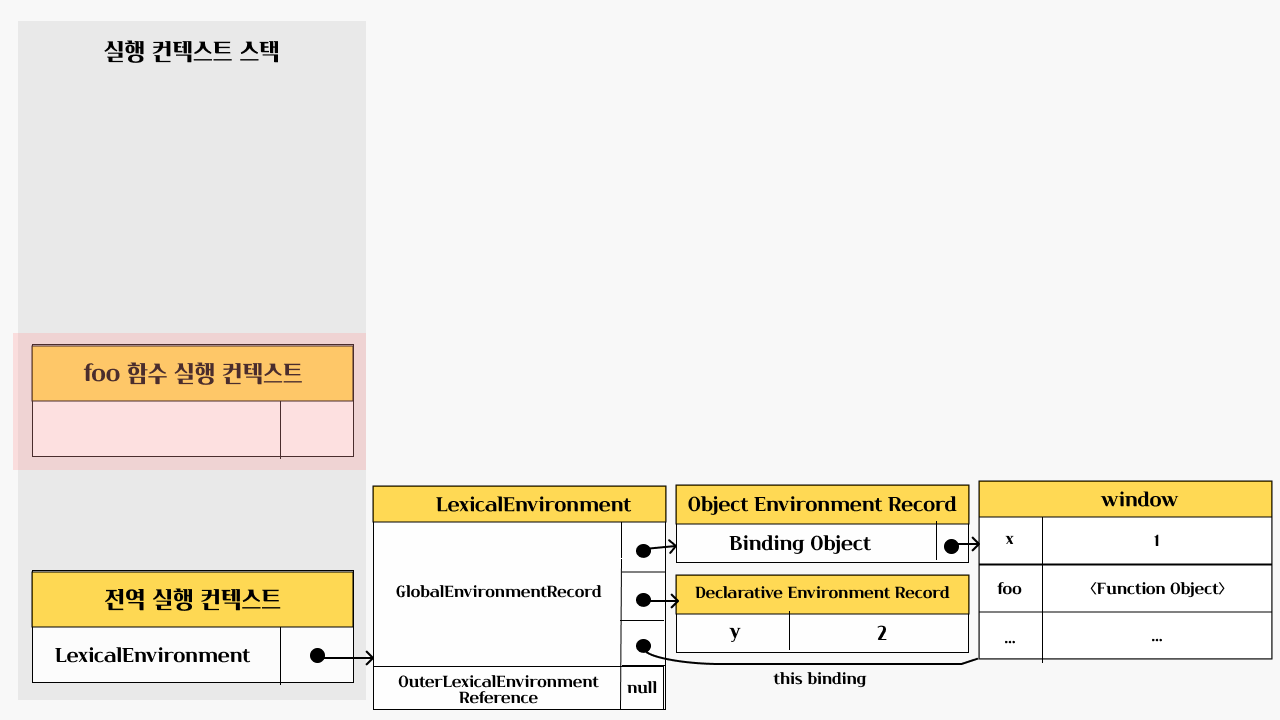 실행 컨텍스트 스택
foo 함수 실행 컨텍스트
전역 실행 컨텍스트
LexicalEnvironment
LexicalEnvironment
GlobalEnvironmentRecord
OuterLexicalEnvironment
Reference
null
Object Environment Record
Binding Object
Declarative Environment Record
y 2
this binding
window
x 1
foo 〈Function Object〉
... ...